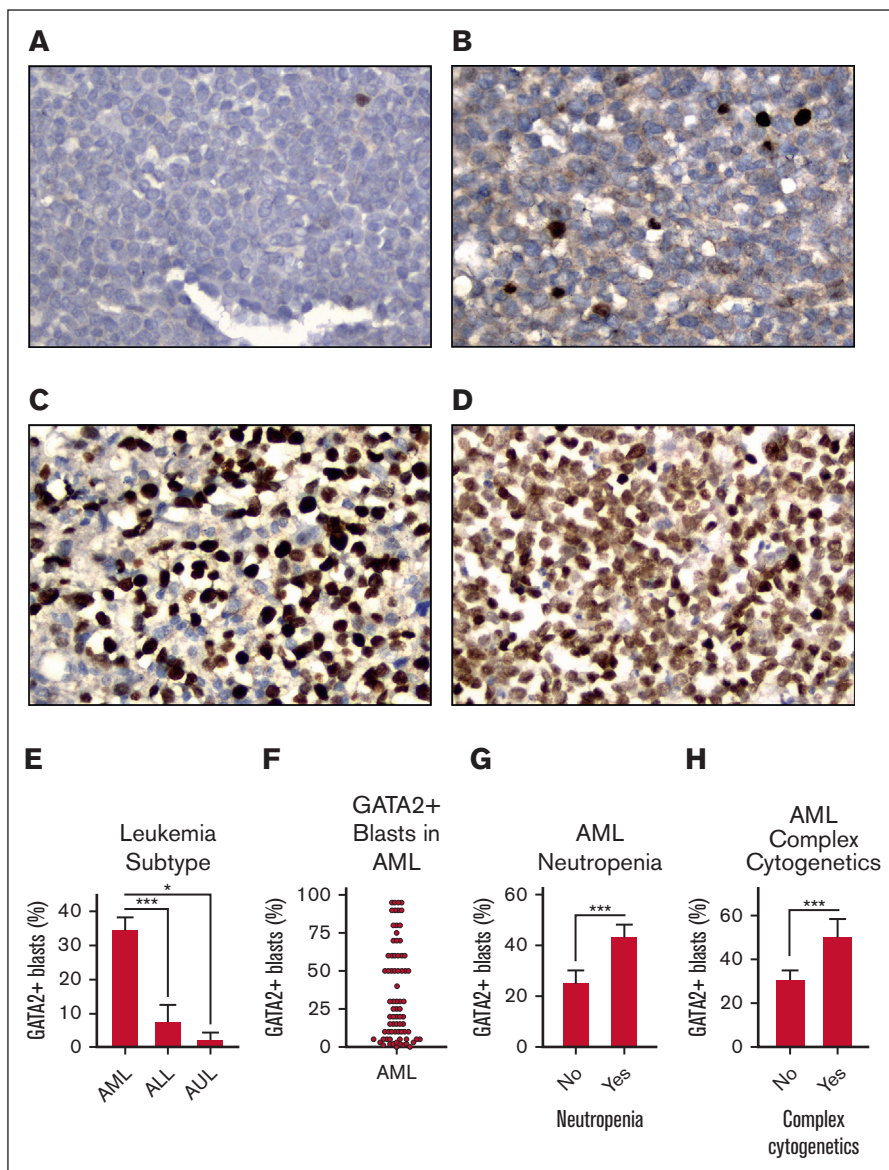 A
B
C
D
E
F
G
H
Leukemia
Subtype
GATA2+ blasts (%)
40
30
20
10
0
***
*
AML
ALL
AUL
GATA2+
Blasts in
AML
GATA2+ blasts (%)
100
75
50
25
0
AML
AML
Neutropenia
GATA2+ blasts (%)
60
40
20
0
***
No
Yes
Neutropenia
AML
Complex
Cytogenetics
GATA2+ blasts (%)
60
40
20
0
***
No
Yes
Complex
cytogenetics